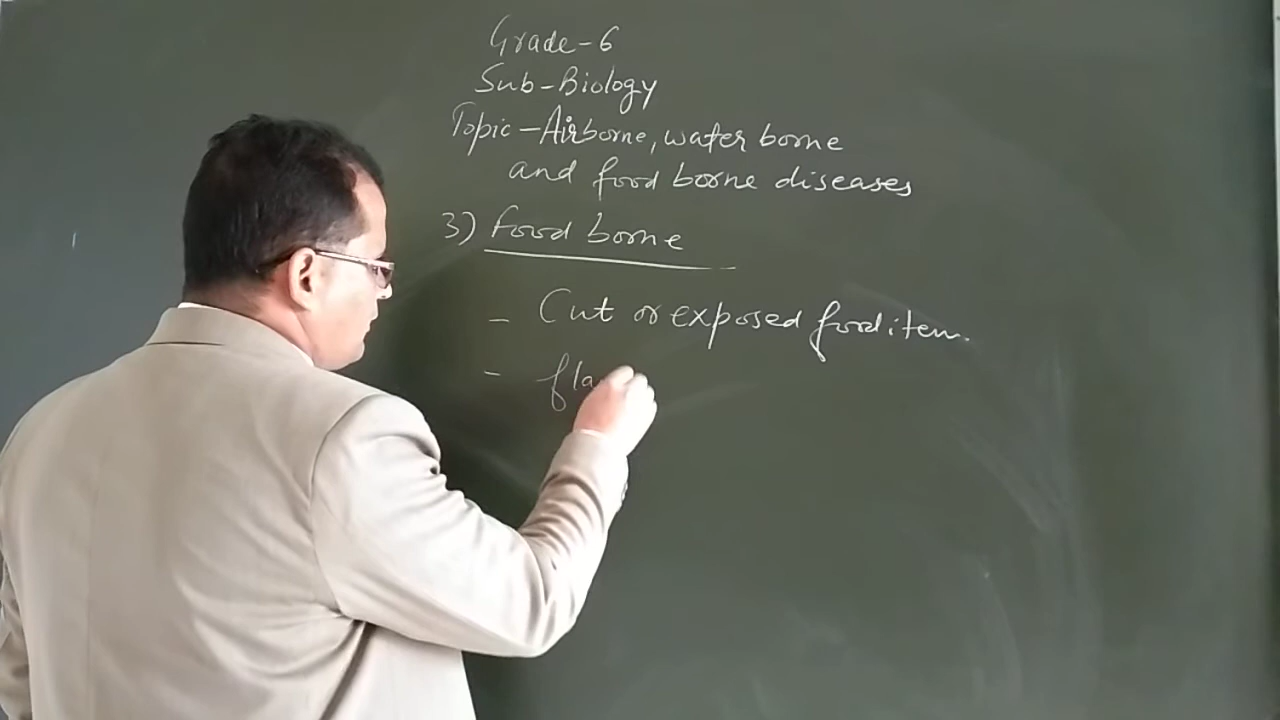 Grade-6
Sub-Biology
Topic-Airborne, water borne
and food borne diseases
3) Food borne
- Cut or exposed food item.
-